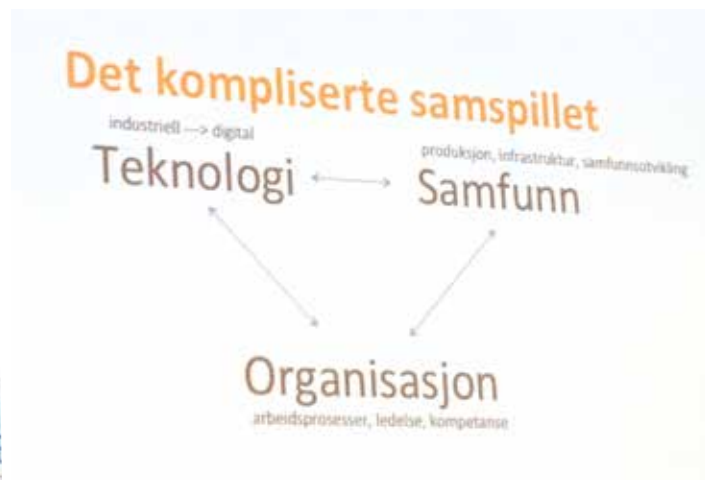 Det kompliserte samspillet
industriell ---> digital
produksjon, infrastruktur, samfunnsutvikling
Teknologi
Samfunn
Organisasjon
arbeidsprosesser, ledelse, kompetanse